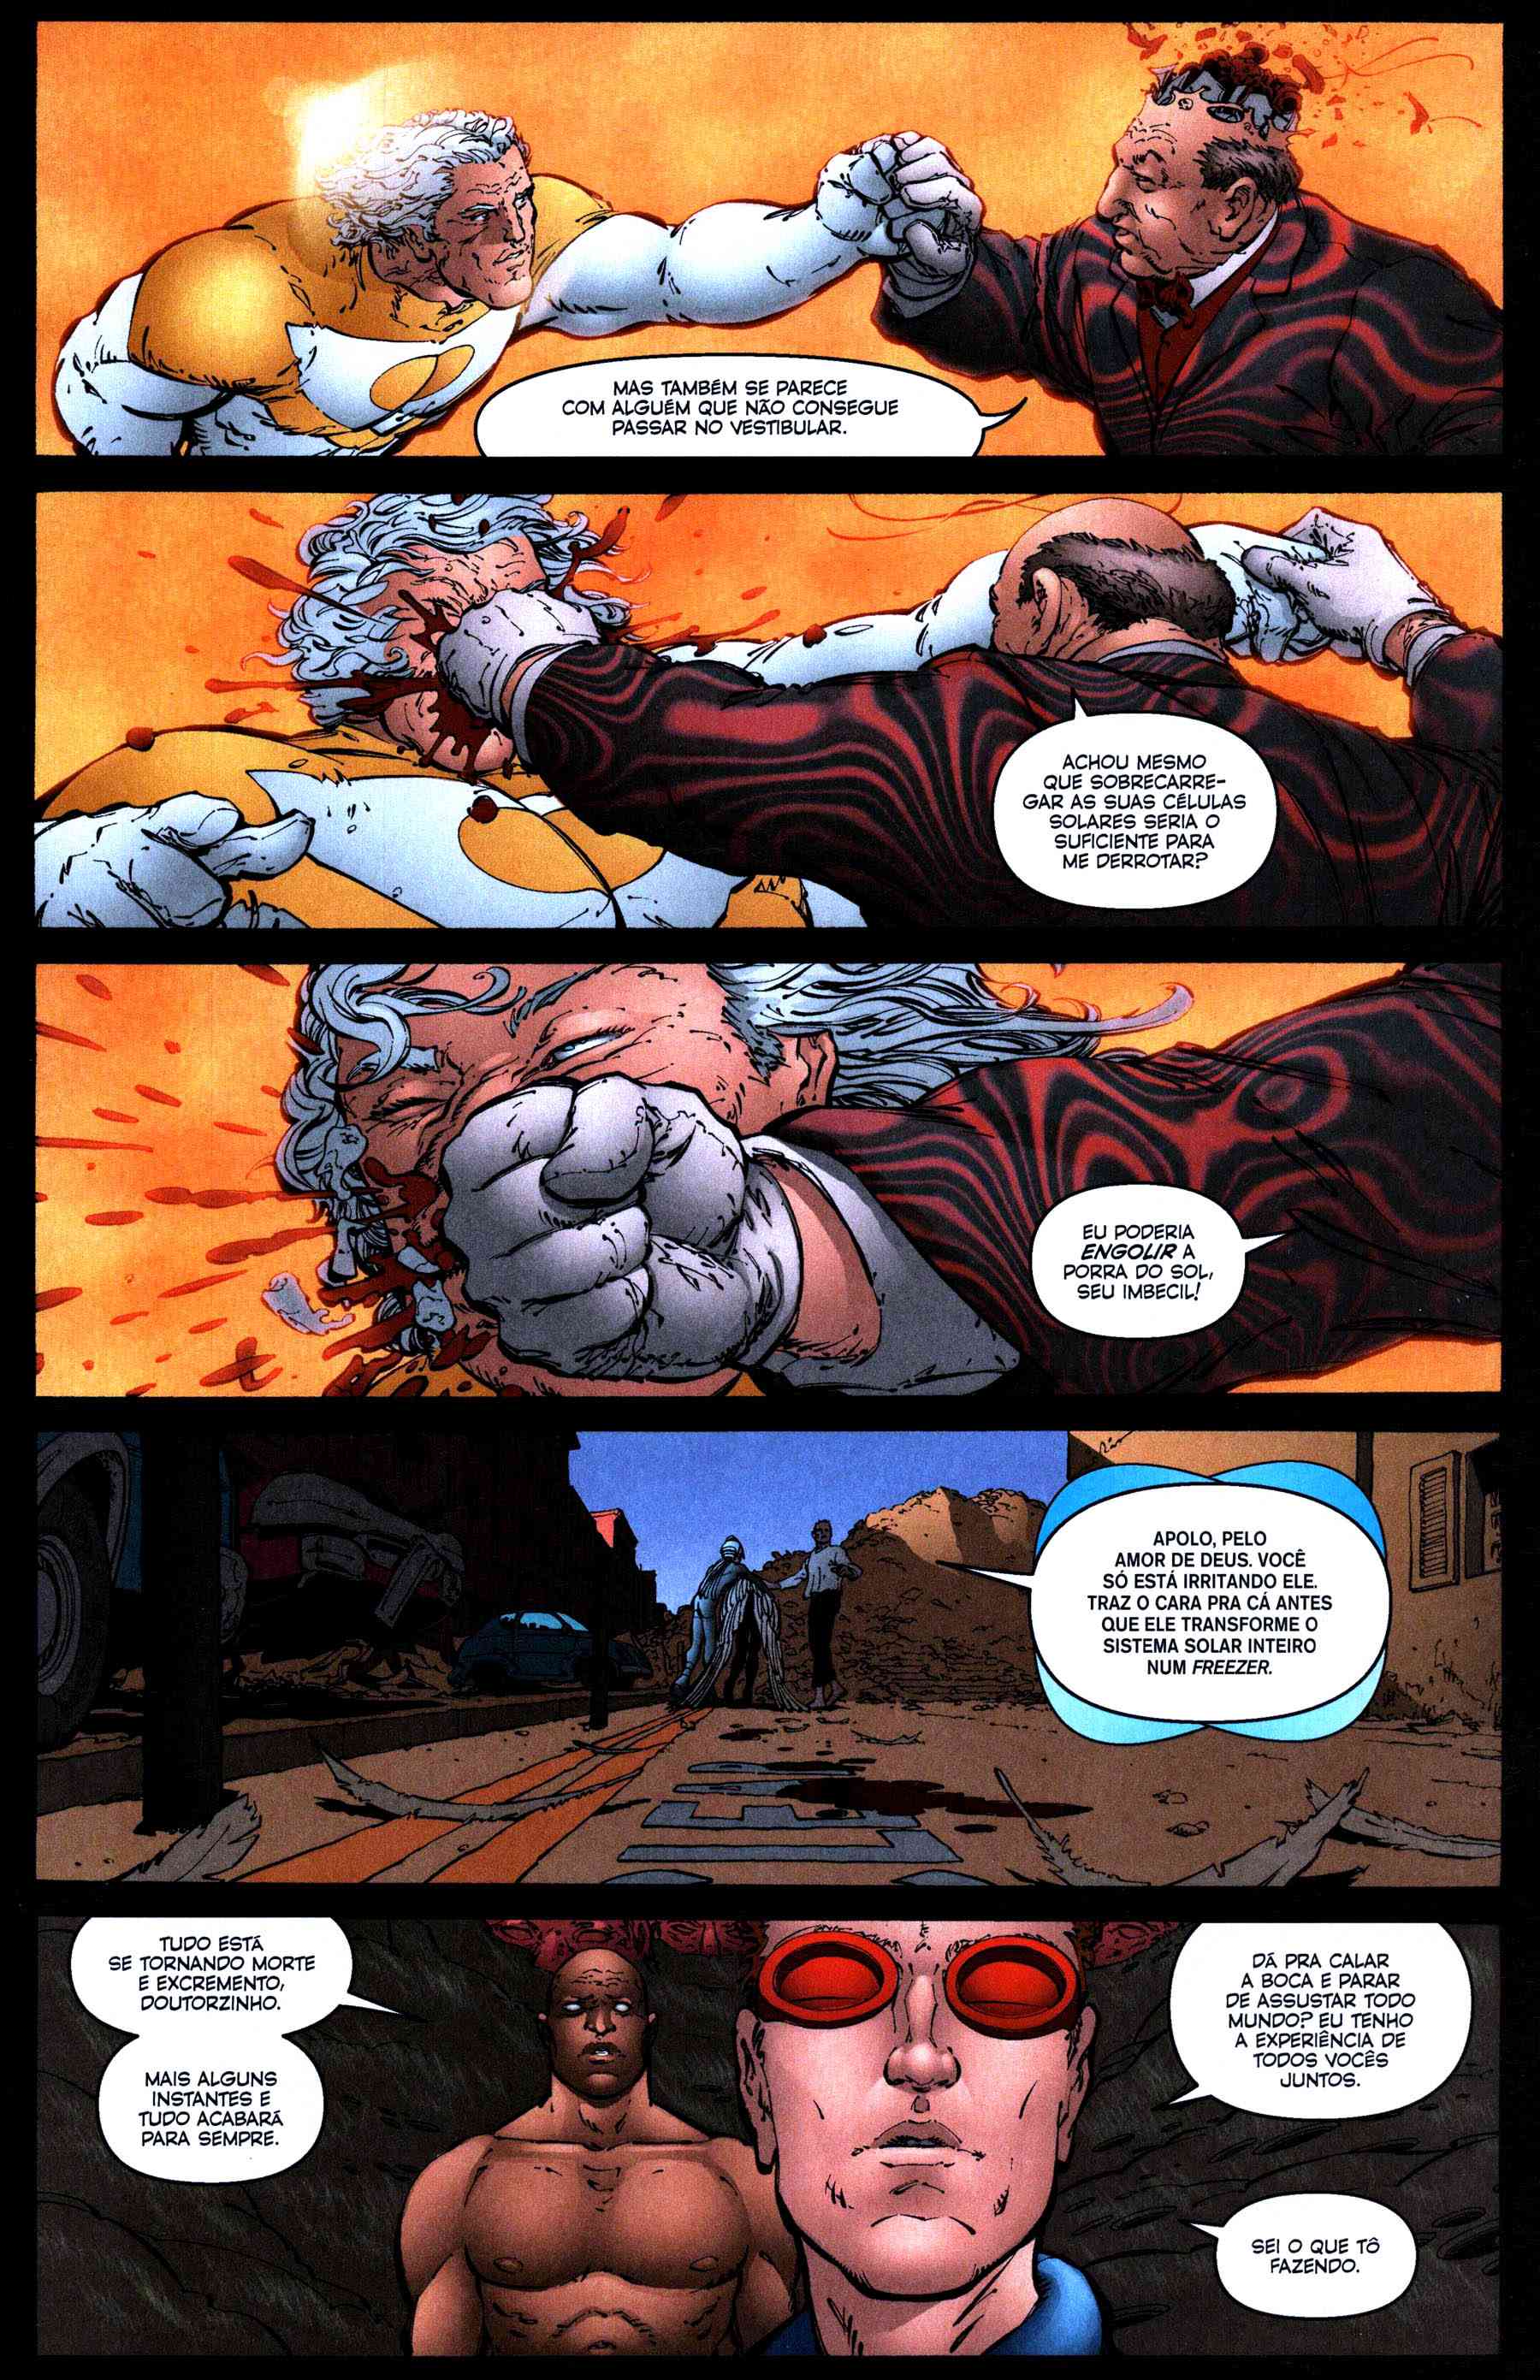 MAS TAMBÉM SE PARECE
COM ALGUÉM QUE NÃO CONSEGUE
PASSAR NO VESTIBULAR.
ACHOU MESMO
QUE SOBRECARRE-
GAR AS SUAS CÉLULAS
SOLARES SERIA O
SUFICIENTE PARA
ME DERROTAR?
EU PODERIA
ENGOLIR A
PORRA DO SOL,
SEU IMBECIL!
APOLO, PELO
AMOR DE DEUS. VOCÊ
SÓ ESTÁ IRRITANDO ELE.
TRAZ O CARA PRA CÁ ANTES
QUE ELE TRANSFORME O
SISTEMA SOLAR INTEIRO
NUM FREEZER.
TUDO ESTÁ
SE TORNANDO MORTE
E EXCREMENTO,
DOUTORZINHO.
MAIS ALGUNS
INSTANTES E
TUDO ACABARÁ
PARA SEMPRE.
DÁ PRA CALAR
A BOCA E PARAR
DE ASSUSTAR TODO
MUNDO? EU TENHO
A EXPERIÊNCIA DE
TODOS VOCÊS
JUNTOS.
SEI O QUE TÔ
FAZENDO.